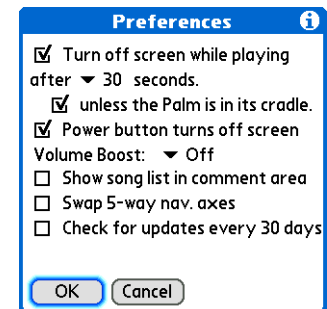 Preferences
Turn off screen while playing
after 30 seconds.
unless the Palm is in its cradle.
Power button turns off screen
Volume Boost: Off
Show song list in comment area
Swap 5-way nav. axes
Check for updates every 30 days
OK Cancel